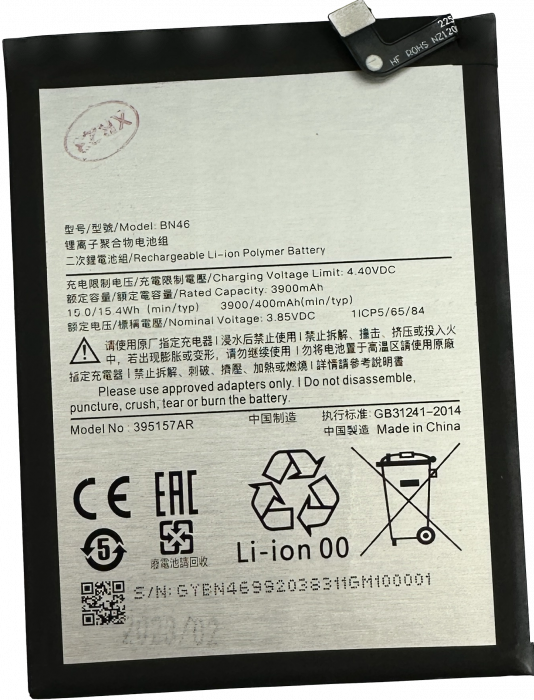 225
HF ROHS NZ120
XR23
型号/型號/Model: BN46
锂离子聚合物电池组
二次鋰電池組/Rechargeable Li-ion Polymer Battery
充电限制电压/充電限制電壓/Charging Voltage Limit: 4.40VDC
额定容量/額定容量/Rated Capacity: 3900mAh
15.0/15.4Wh (min/typ) 3900/400mAh(min/typ)
额定电压/標稱電壓/Nominal Voltage: 3.85VDC 1ICP5/65/84
请使用原厂指定充电器|浸水后禁止使用|禁止拆解、撞击、挤压或投入火
中，若出现膨胀或变形，请勿继续使用|勿将电池置于高温區請使用原廠
指定充電器|禁止拆解、刺破、擠壓、加熱或燃燒|詳情請參考說明書
Please use approved adapters only. I Do not disassemble,
puncture, crush, tear or burn the battery.
Model No: 395157AR 中国制造 执行标准: GB31241-2014
中國製造 Made in China
CE EAC
5
廢電池請回收
Li-ion 00
S/N: GYBN46992038311GM100001
2023/02